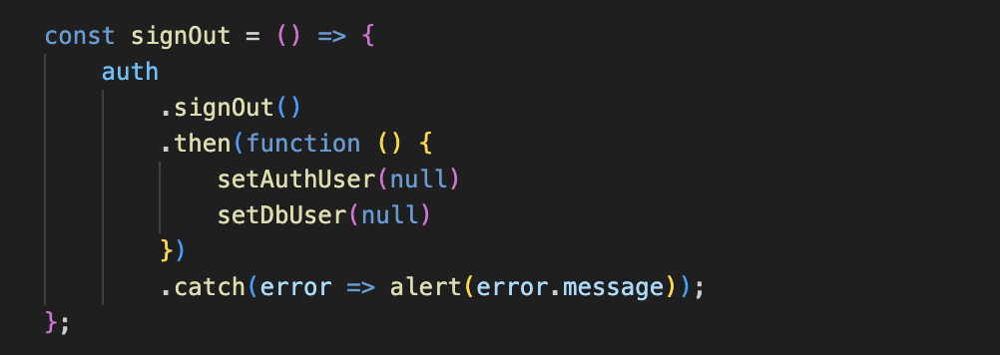 const signOut = () => {
    auth
        .signOut()
        .then(function () {
            setAuthUser(null)
            setDbUser(null)
        })
        .catch(error => alert(error.message));
};